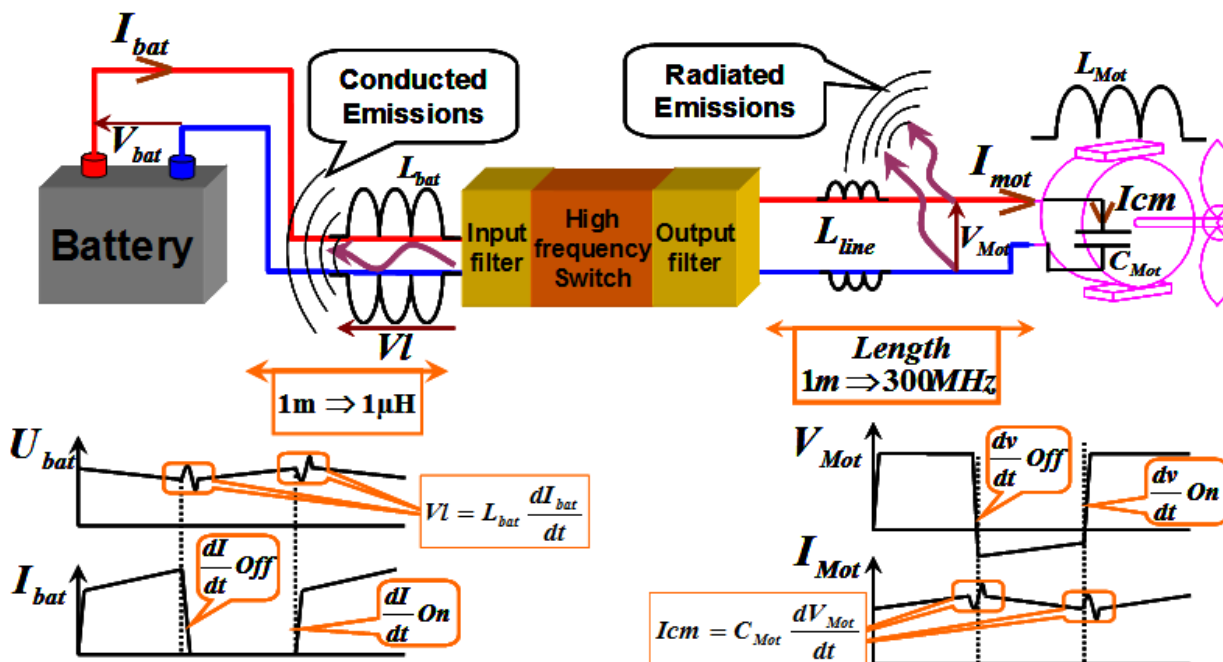 I_bat
Conducted
Emissions
Radiated
Emissions
L_Mot
V_bat
L_bat
I_mot
Icm
Battery
Input
filter
High
frequency
Switch
Output
filter
L_line
V_Mot
C_Mot
Vl
1m ⇒ 1µH
Length
1m ⇒ 300MHz
U_bat
Vl = L_bat dI_bat/dt
dI/dt Off
I_bat
dI/dt On
V_Mot
dv/dt Off
dv/dt On
I_Mot
Icm = C_Mot dV_Mot/dt